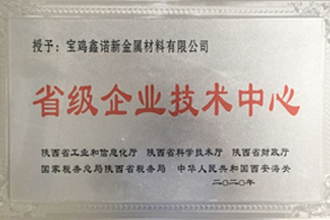 授予：宝鸡鑫诺新金属材料有限公司
省级企业技术中心
陕西省工业和信息化厅 陕西省科学技术厅 陕西省财政厅
国家税务总局陕西省税务局 中华人民共和国西安海关
二〇二〇年